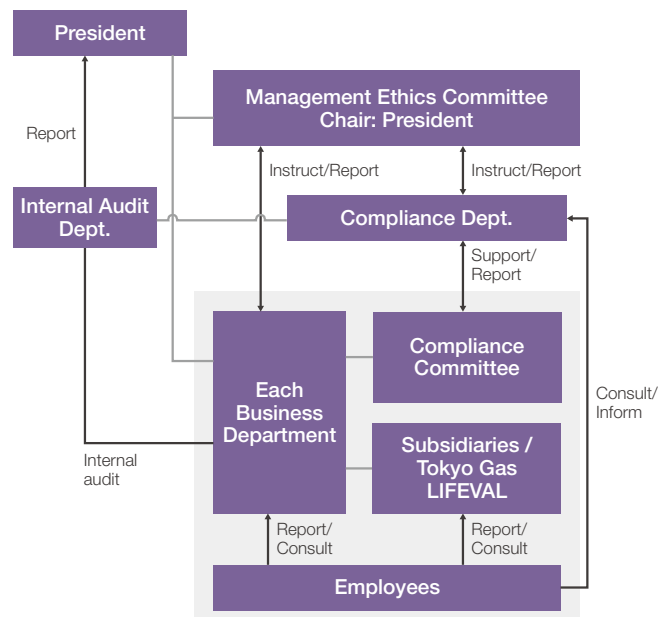 President
Management Ethics Committee
Chair: President
Report
Instruct/Report
Instruct/Report
Internal Audit
Dept.
Compliance Dept.
Support/
Report
Each
Business
Department
Compliance
Committee
Consult/
Inform
Subsidiaries /
Tokyo Gas
LIFEVAL
Internal
audit
Report/
Consult
Report/
Consult
Employees